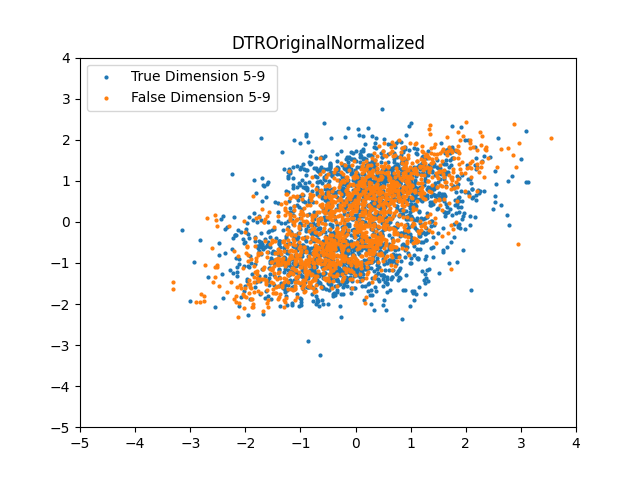 DTROriginalNormalized
True Dimension 5-9
False Dimension 5-9
4
3
2
1
0
−1
−2
−3
−4
−5
−5 −4 −3 −2 −1 0 1 2 3 4